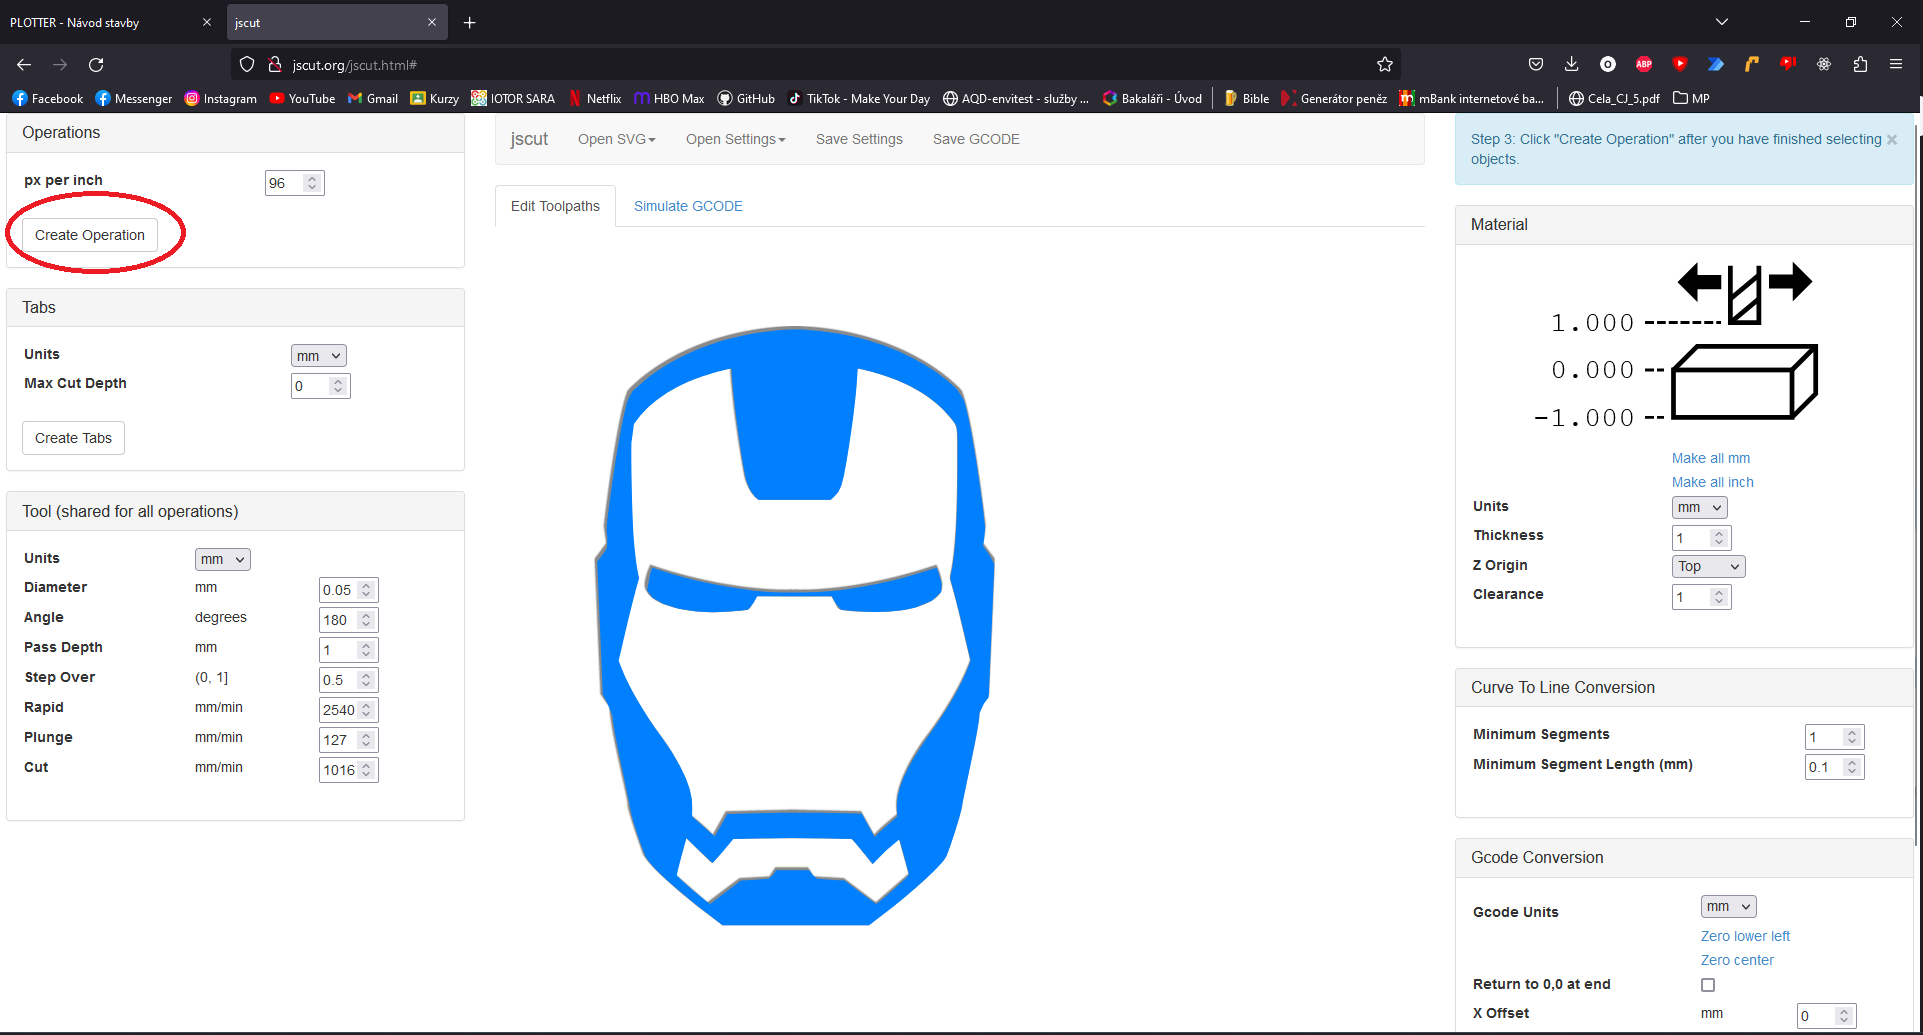 PLOTTER - Návod stavby
jscut
jscut.org/jscut.html#
ABP
Facebook Messenger Instagram YouTube Gmail Kurzy IOTOR SARA Netflix HBO Max GitHub TikTok - Make Your Day AQD-envitest - služby ... Bakaláři - Úvod Bible Generátor peněz mBank internetové ba... Cela_CJ_5.pdf MP
Operations
px per inch 96
Create Operation
Tabs
Units mm
Max Cut Depth 0
Create Tabs
Tool (shared for all operations)
Units mm
Diameter mm 0.05
Angle degrees 180
Pass Depth mm 1
Step Over (0, 1] 0.5
Rapid mm/min 2540
Plunge mm/min 127
Cut mm/min 1016
jscut Open SVG Open Settings Save Settings Save GCODE
Edit Toolpaths Simulate GCODE
Step 3: Click "Create Operation" after you have finished selecting
objects.
Material
1.000
0.000
-1.000
Make all mm
Make all inch
Units mm
Thickness 1
Z Origin Top
Clearance 1
Curve To Line Conversion
Minimum Segments 1
Minimum Segment Length (mm) 0.1
Gcode Conversion
Gcode Units mm
Zero lower left
Zero center
Return to 0,0 at end
X Offset mm 0